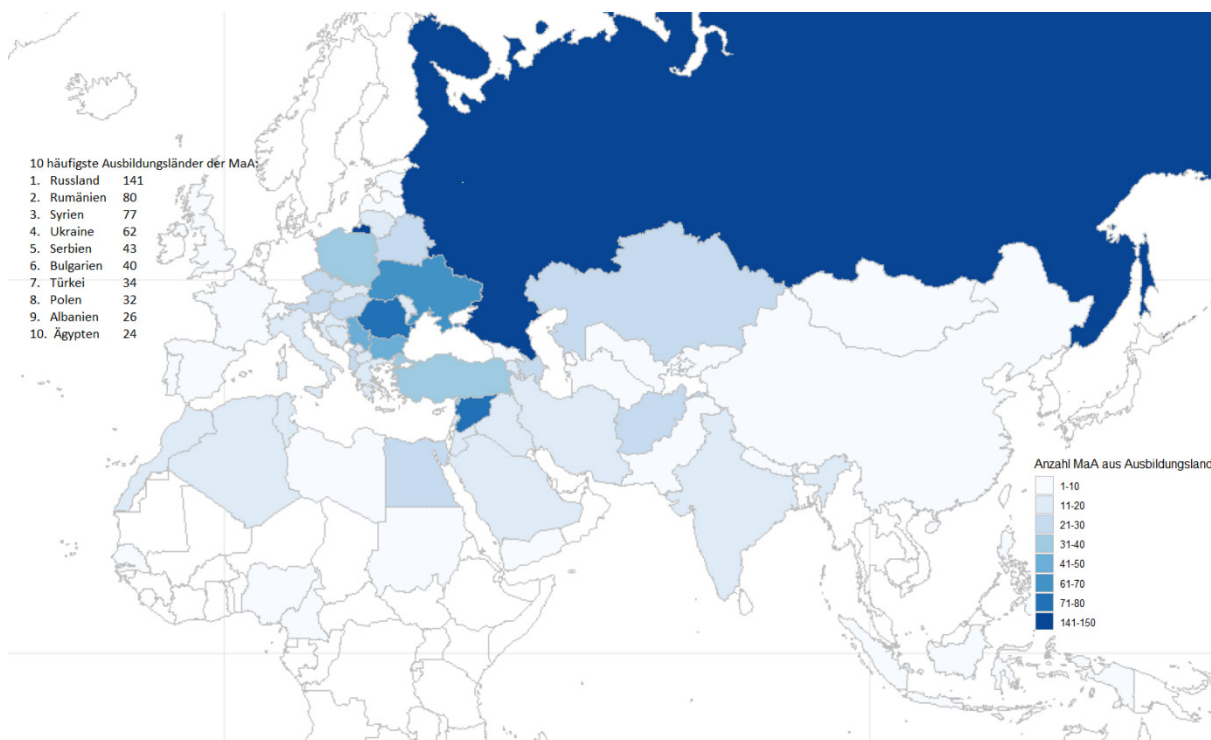 10 häufigste Ausbildungsländer der MaA:
1. Russland 141
2. Rumänien 80
3. Syrien 77
4. Ukraine 62
5. Serbien 43
6. Bulgarien 40
7. Türkei 34
8. Polen 32
9. Albanien 26
10. Ägypten 24
Anzahl MaA aus Ausbildungsland
1-10
11-20
21-30
31-40
41-50
61-70
71-80
141-150